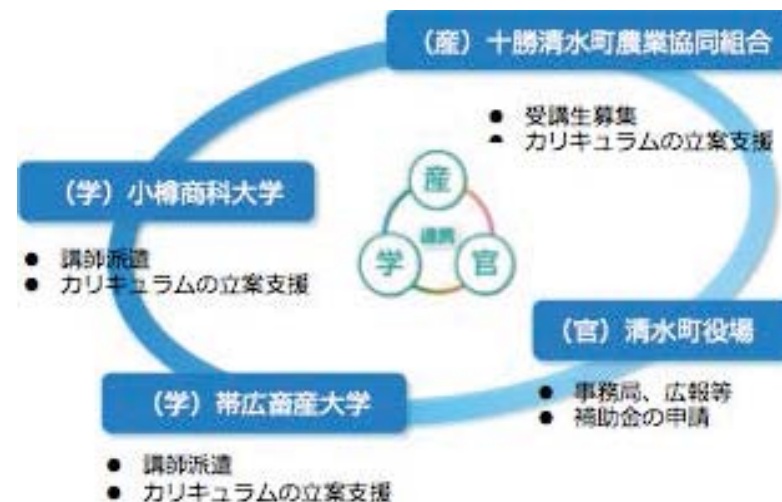 (産) 十勝清水町農業協同組合
● 受講生募集
● カリキュラムの立案支援
(学) 小樽商科大学
● 講師派遣
● カリキュラムの立案支援
産
連携
学
官
(官) 清水町役場
● 事務局、広報等
● 補助金の申請
(学) 帯広畜産大学
● 講師派遣
● カリキュラムの立案支援